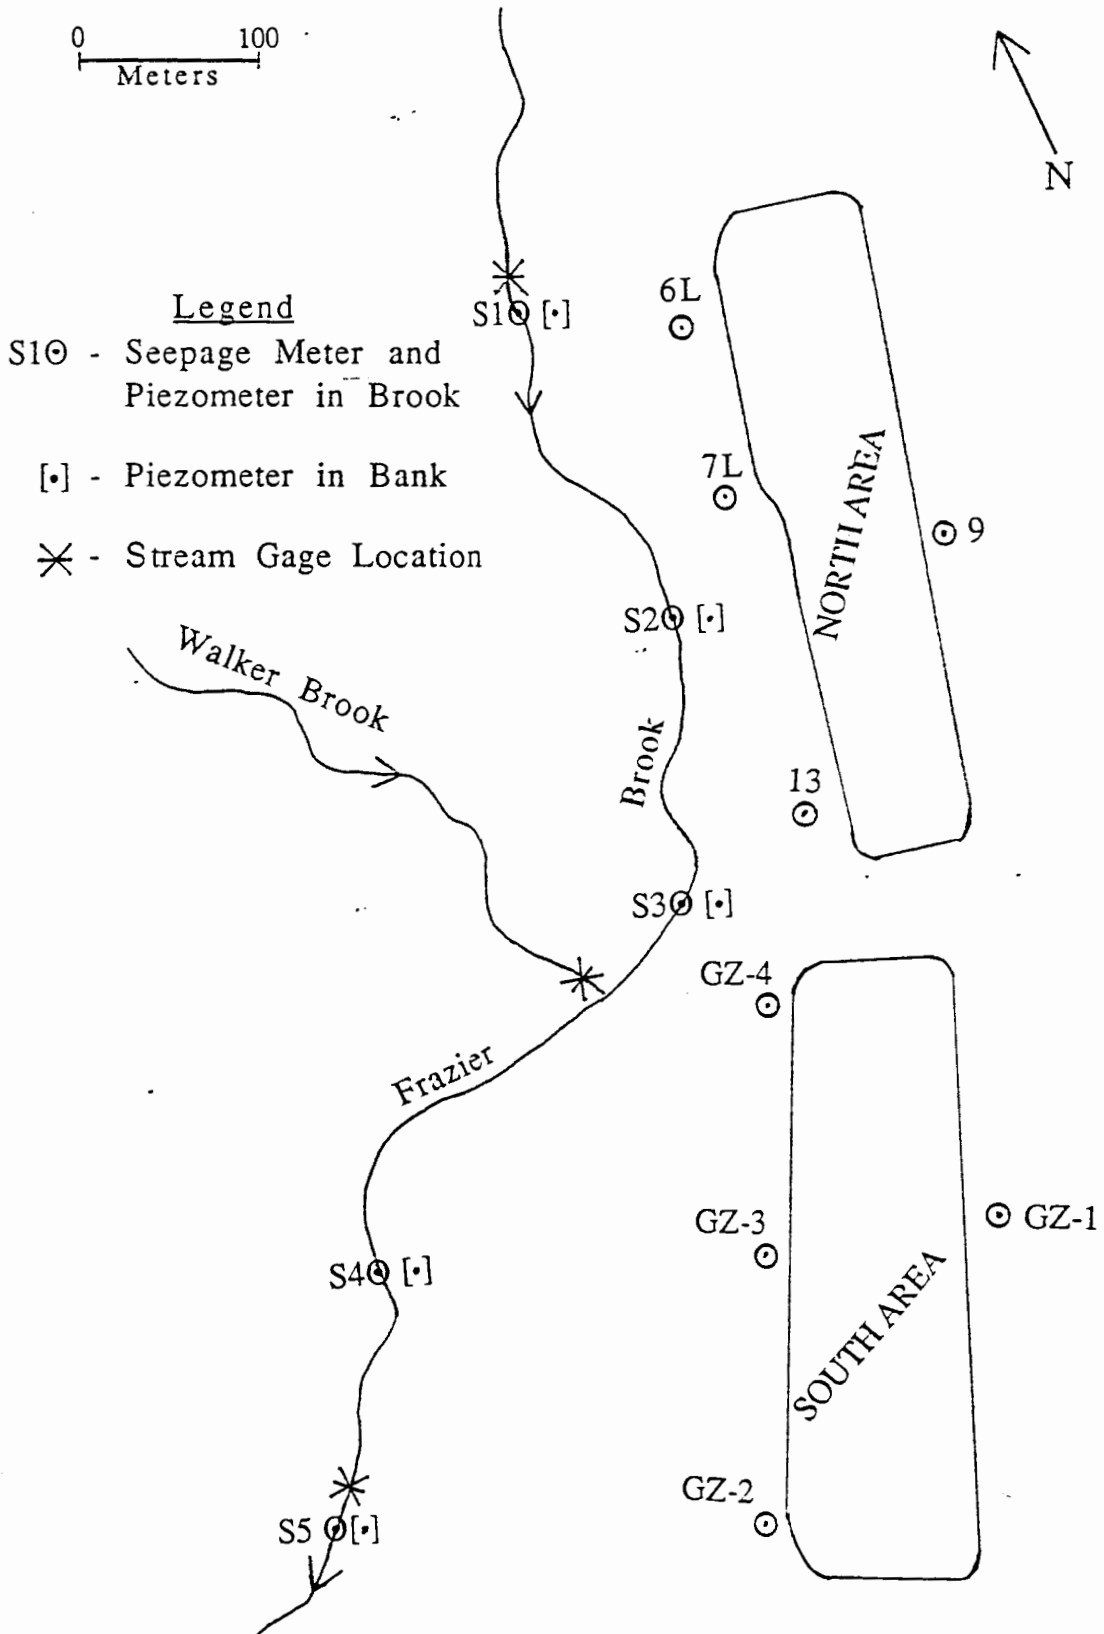 0 100
Meters
N
Legend
S1⊙ - Seepage Meter and
Piezometer in Brook
[•] - Piezometer in Bank
- Stream Gage Location
S1 [•]
6L
7L
9
NORTH AREA
S2 [•]
Walker Brook
Brook
13
S3 [•]
GZ-4
Frazier
GZ-3
GZ-1
S4 [•]
SOUTH AREA
GZ-2
S5 [•]